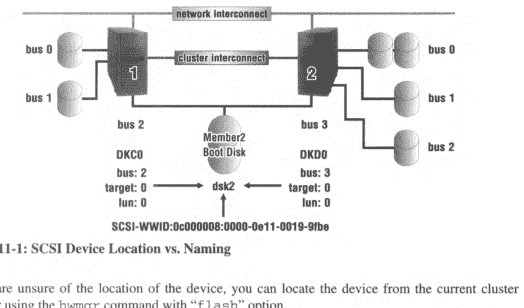 network interconnect
bus 0
bus 0
1
cluster interconnect
2
bus 1
bus 1
bus 2
bus 3
bus 2
Member2
Boot Disk
DKC0
DKD0
bus: 2
bus: 3
target: 0
dsk2
target: 0
lun: 0
lun: 0
SCSI-WWID:0c000008:0000-0e11-0019-9fbe
11-1: SCSI Device Location vs. Naming
are unsure of the location of the device, you can locate the device from the current cluster
using the hwmgr command with “flash” option